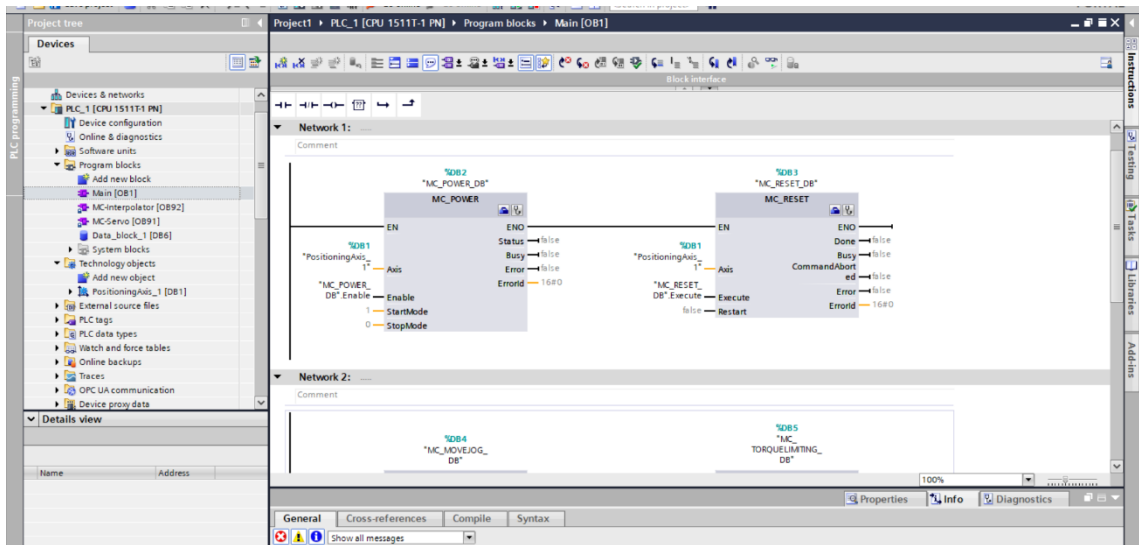 Project1 ▸ PLC_1 [CPU 1511T-1 PN] ▸ Program blocks ▸ Main [OB1]
Project tree
Devices
PLC programming
Devices & networks
PLC_1 [CPU 1511T-1 PN]
Device configuration
Online & diagnostics
Software units
Program blocks
Add new block
Main [OB1]
MC-Interpolator [OB92]
MC-Servo [OB91]
Data_block_1 [DB6]
System blocks
Technology objects
Add new object
PositioningAxis_1 [DB1]
External source files
PLC tags
PLC data types
Watch and force tables
Online backups
Traces
OPC UA communication
Device proxy data
Details view
Name Address
Block interface
Network 1:
Comment
%DB2
"MC_POWER_DB"
MC_POWER
EN ENO
Status false
Busy false
Error false
ErrorId 16#0
%DB1
"PositioningAxis_
1" Axis
"MC_POWER_
DB".Enable Enable
1 StartMode
0 StopMode
%DB3
"MC_RESET_DB"
MC_RESET
EN ENO
Done false
Busy false
CommandAbort
ed false
Error false
ErrorId 16#0
%DB1
"PositioningAxis_
1" Axis
"MC_RESET_
DB".Execute Execute
false Restart
Network 2:
Comment
%DB4
"MC_MOVEJOG_
DB"
%DB5
"MC_
TORQUELIMITING_
DB"
100%
Properties Info Diagnostics
General Cross-references Compile Syntax
Show all messages
Instructions
Testing
Tasks
Libraries
Add-ins